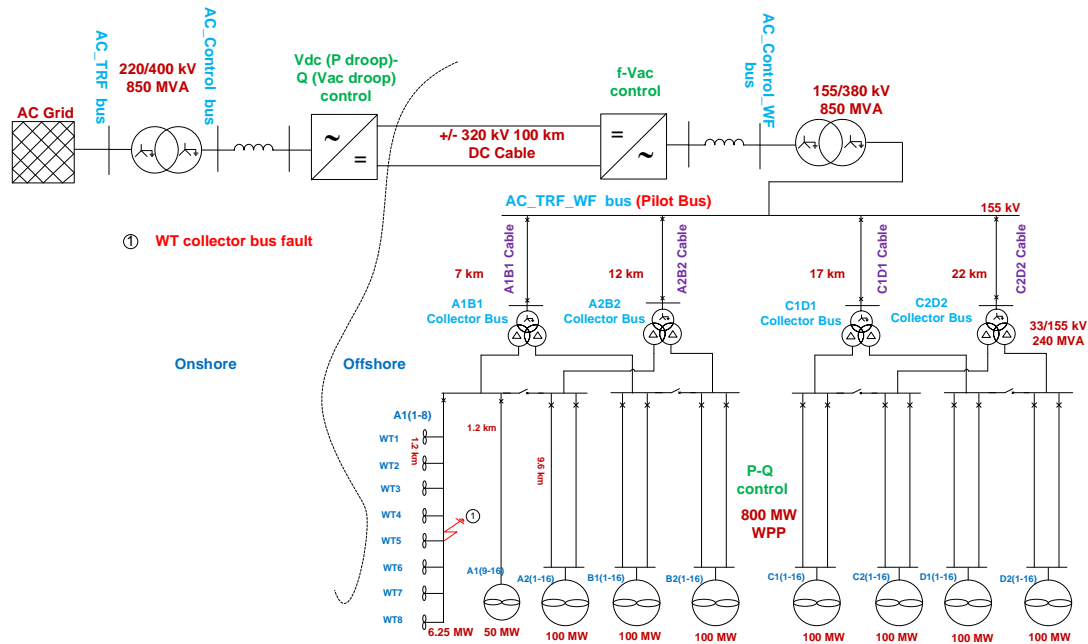 AC_TRF bus
220/400 kV
850 MVA
AC_Control bus
Vdc (P droop)-
Q (Vac droop)
control
f-Vac
control
AC_Control_WF
bus
155/380 kV
850 MVA
AC Grid
~
=
+/- 320 kV 100 km
DC Cable
=
~
AC_TRF_WF bus (Pilot Bus)
155 kV
1 WT collector bus fault
7 km
A1B1 Cable
12 km
A2B2 Cable
17 km
C1D1 Cable
22 km
C2D2 Cable
A1B1
Collector Bus
A2B2
Collector Bus
C1D1
Collector Bus
C2D2
Collector Bus
33/155 kV
240 MVA
Onshore
Offshore
A1(1-8)
1.2 km
1.2 km
9.6 km
WT1
WT2
WT3
WT4
WT5
WT6
WT7
WT8
1
P-Q
control
800 MW
WPP
A1(9-16)
A2(1-16)
B1(1-16)
B2(1-16)
C1(1-16)
C2(1-16)
D1(1-16)
D2(1-16)
6.25 MW
50 MW
100 MW
100 MW
100 MW
100 MW
100 MW
100 MW
100 MW